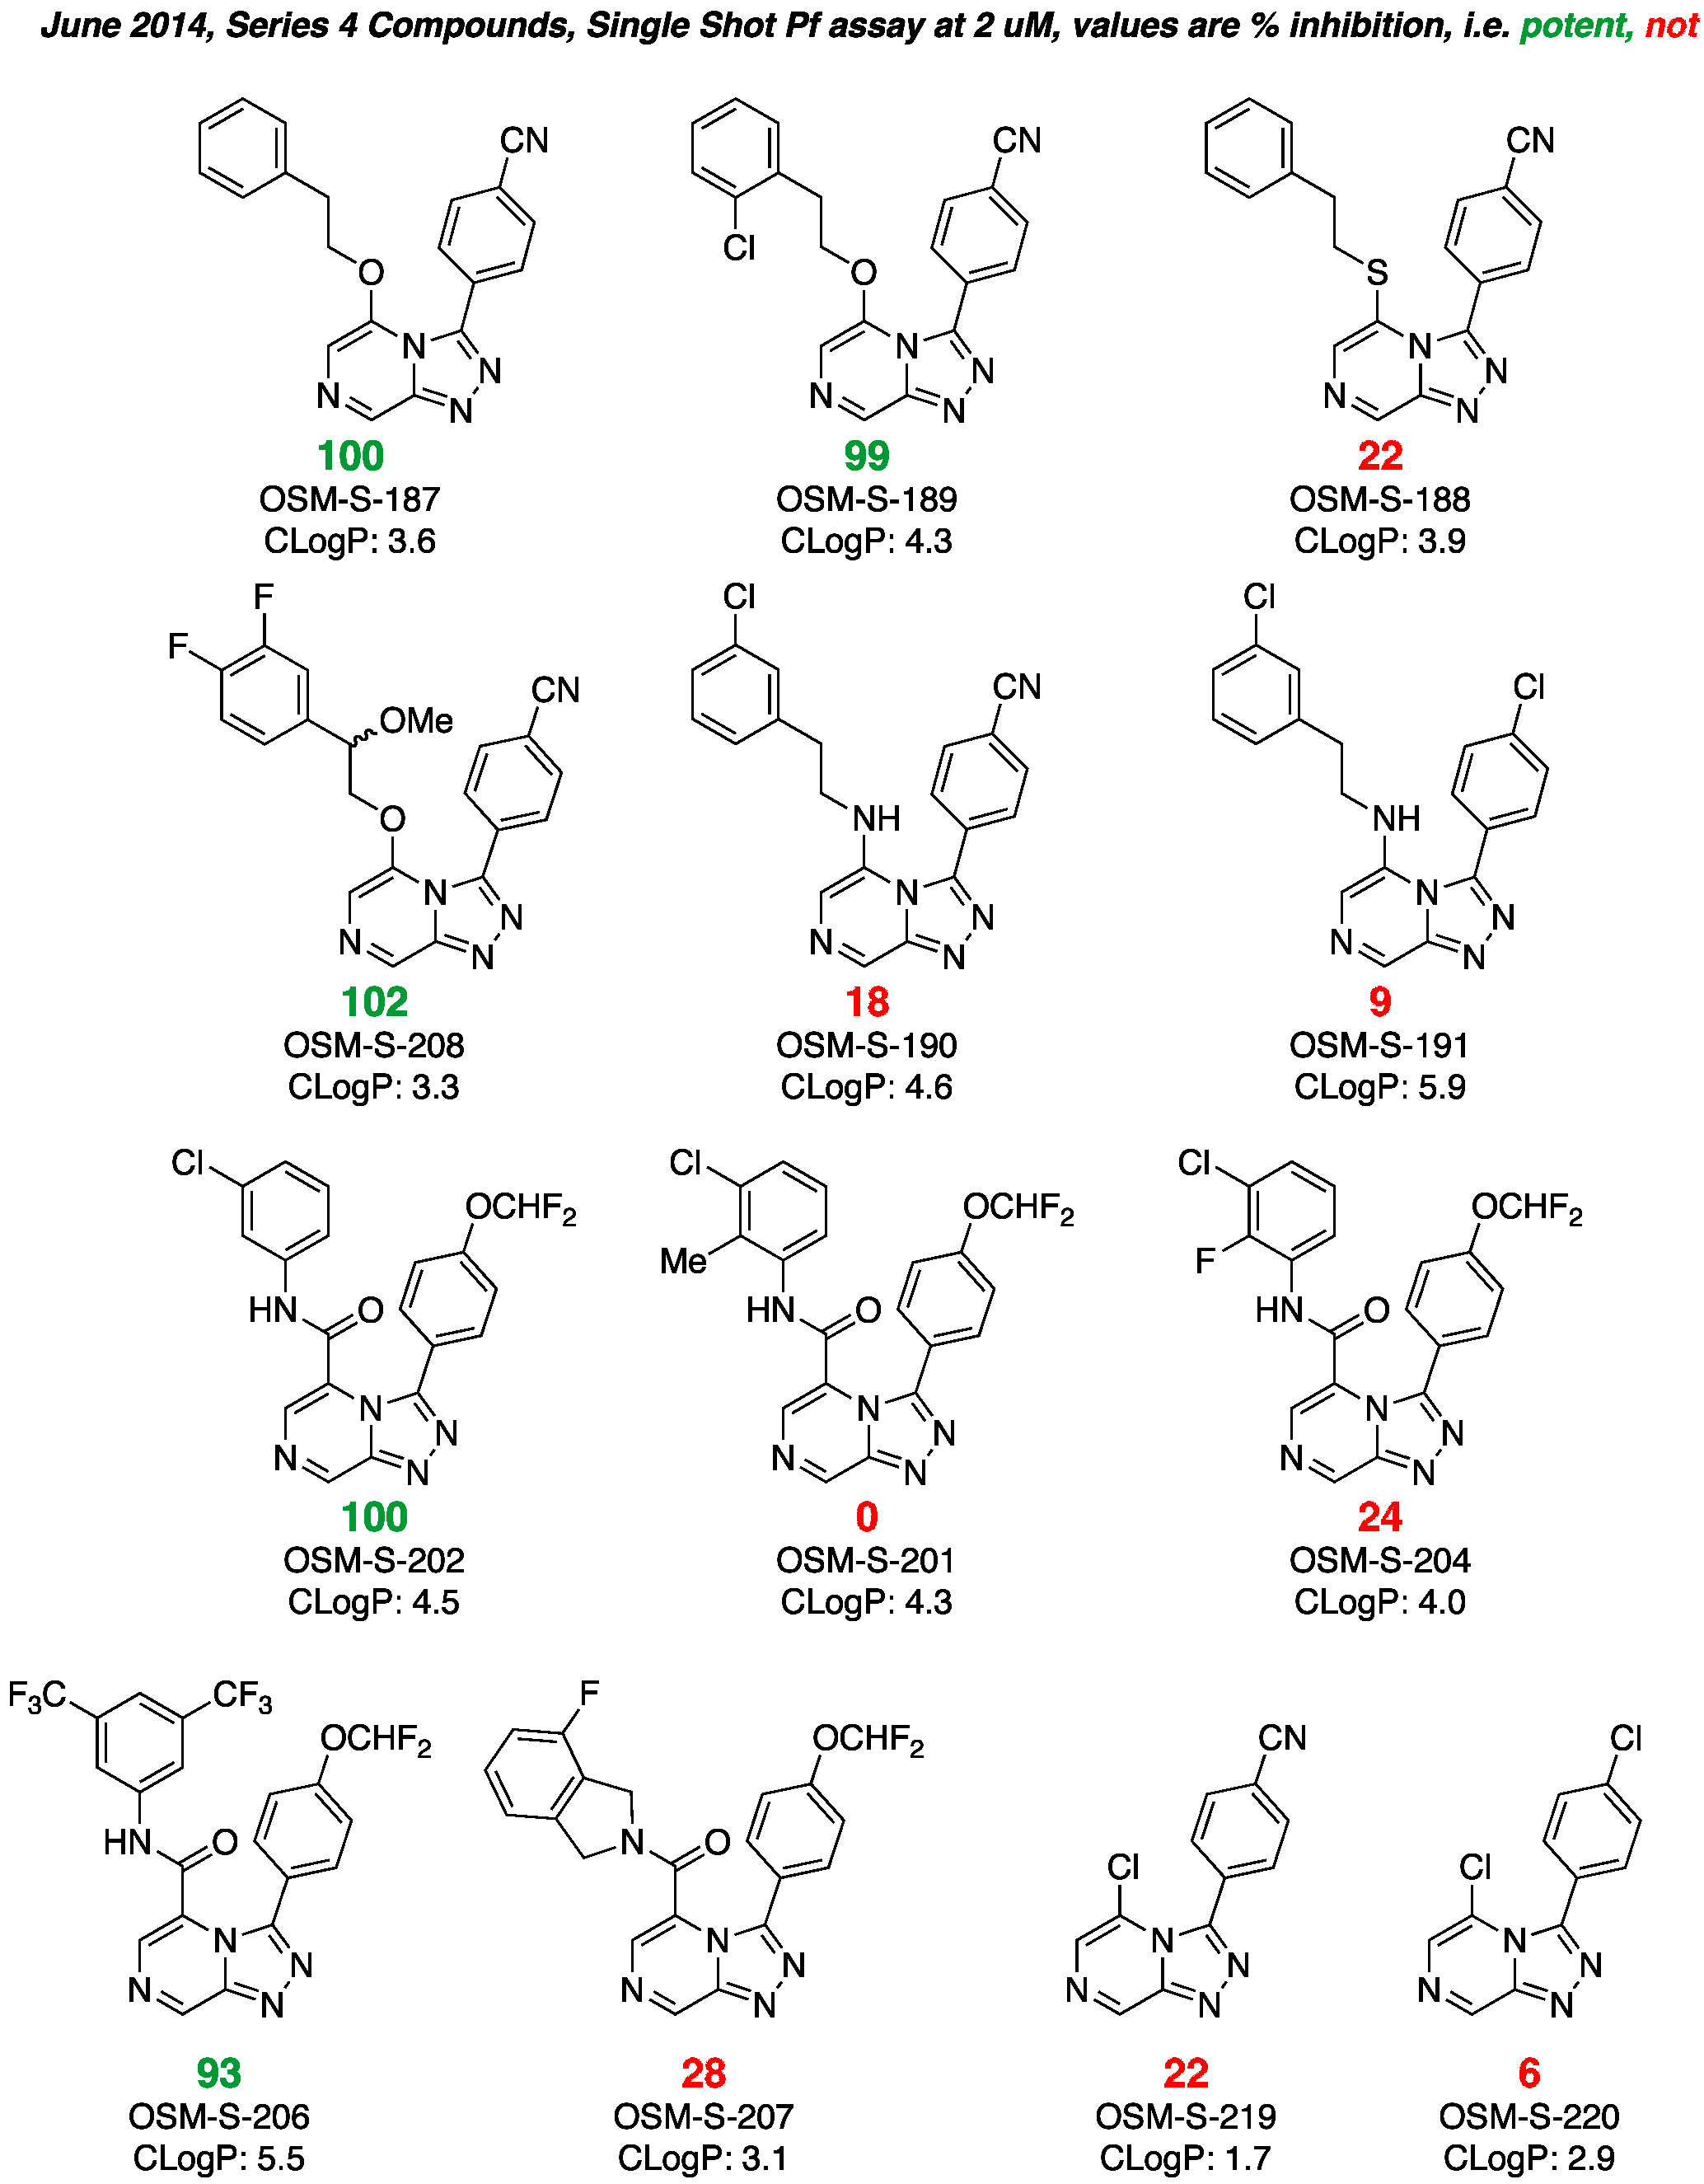 June 2014, Series 4 Compounds, Single Shot Pf assay at 2 uM, values are % inhibition, i.e. potent, not
CN
O
N
N
N
N
100
OSM-S-187
CLogP: 3.6
CN
Cl
O
N
N
N
N
99
OSM-S-189
CLogP: 4.3
CN
S
N
N
N
N
22
OSM-S-188
CLogP: 3.9
F
F
CN
OMe
O
N
N
N
N
102
OSM-S-208
CLogP: 3.3
Cl
CN
NH
N
N
N
N
18
OSM-S-190
CLogP: 4.6
Cl
Cl
NH
N
N
N
N
9
OSM-S-191
CLogP: 5.9
Cl
OCHF2
HN
O
N
N
N
N
100
OSM-S-202
CLogP: 4.5
Cl
OCHF2
Me
HN
O
N
N
N
N
0
OSM-S-201
CLogP: 4.3
Cl
OCHF2
F
HN
O
N
N
N
N
24
OSM-S-204
CLogP: 4.0
F3C
CF3
OCHF2
HN
O
N
N
N
N
93
OSM-S-206
CLogP: 5.5
F
OCHF2
N
O
N
N
N
N
28
OSM-S-207
CLogP: 3.1
CN
Cl
N
N
N
N
22
OSM-S-219
CLogP: 1.7
Cl
Cl
N
N
N
N
6
OSM-S-220
CLogP: 2.9